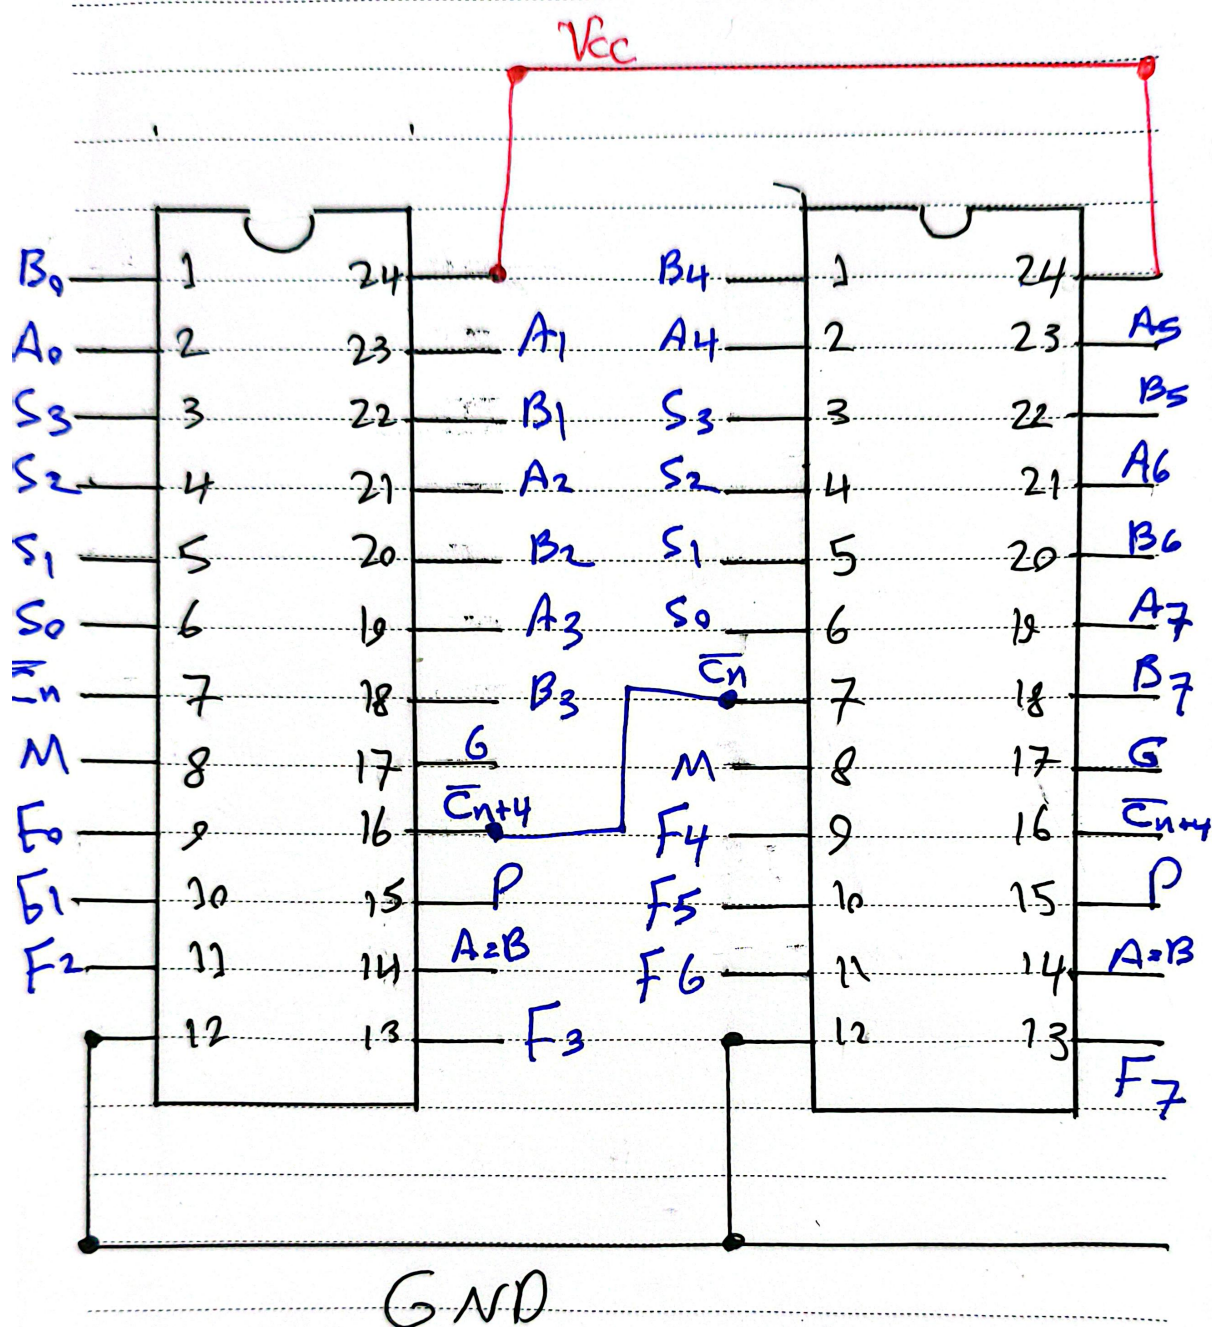 Vcc
B0 1 24 B4 1 24
A0 2 23 A1 A4 2 23 A5
S3 3 22 B1 S3 3 22 B5
S2 4 21 A2 S2 4 21 A6
S1 5 20 B2 S1 5 20 B6
S0 6 19 A3 S0 6 19 A7
C̅n 7 18 B3 C̅n 7 18 B7
M 8 17 G M 8 17 G
F0 9 16 C̅n+4 F4 9 16 C̅n+4
F1 10 15 P F5 10 15 P
F2 11 14 A=B F6 11 14 A=B
12 13 F3 12 13 F7
GND